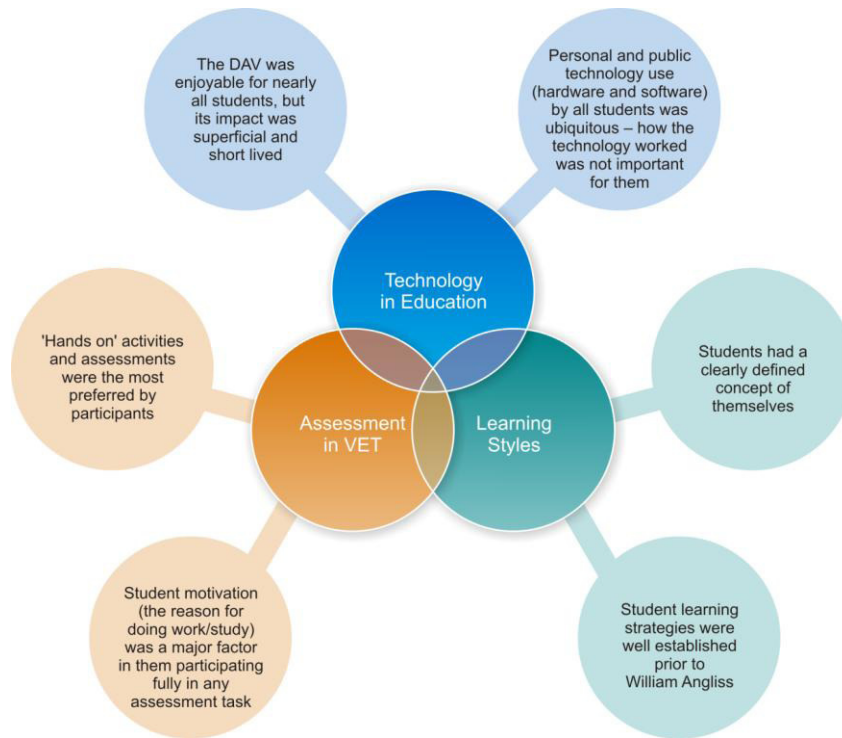 The DAV was
enjoyable for nearly
all students, but
its impact was
superficial and
short lived
Personal and public
technology use
(hardware and software)
by all students was
ubiquitous – how the
technology worked
was not important
for them
Technology
in Education
'Hands on' activities
and assessments
were the most
preferred by
participants
Assessment
in VET
Learning
Styles
Students had a
clearly defined
concept of
themselves
Student motivation
(the reason for
doing work/study)
was a major factor
in them participating
fully in any
assessment task
Student learning
strategies were
well established
prior to
William Angliss